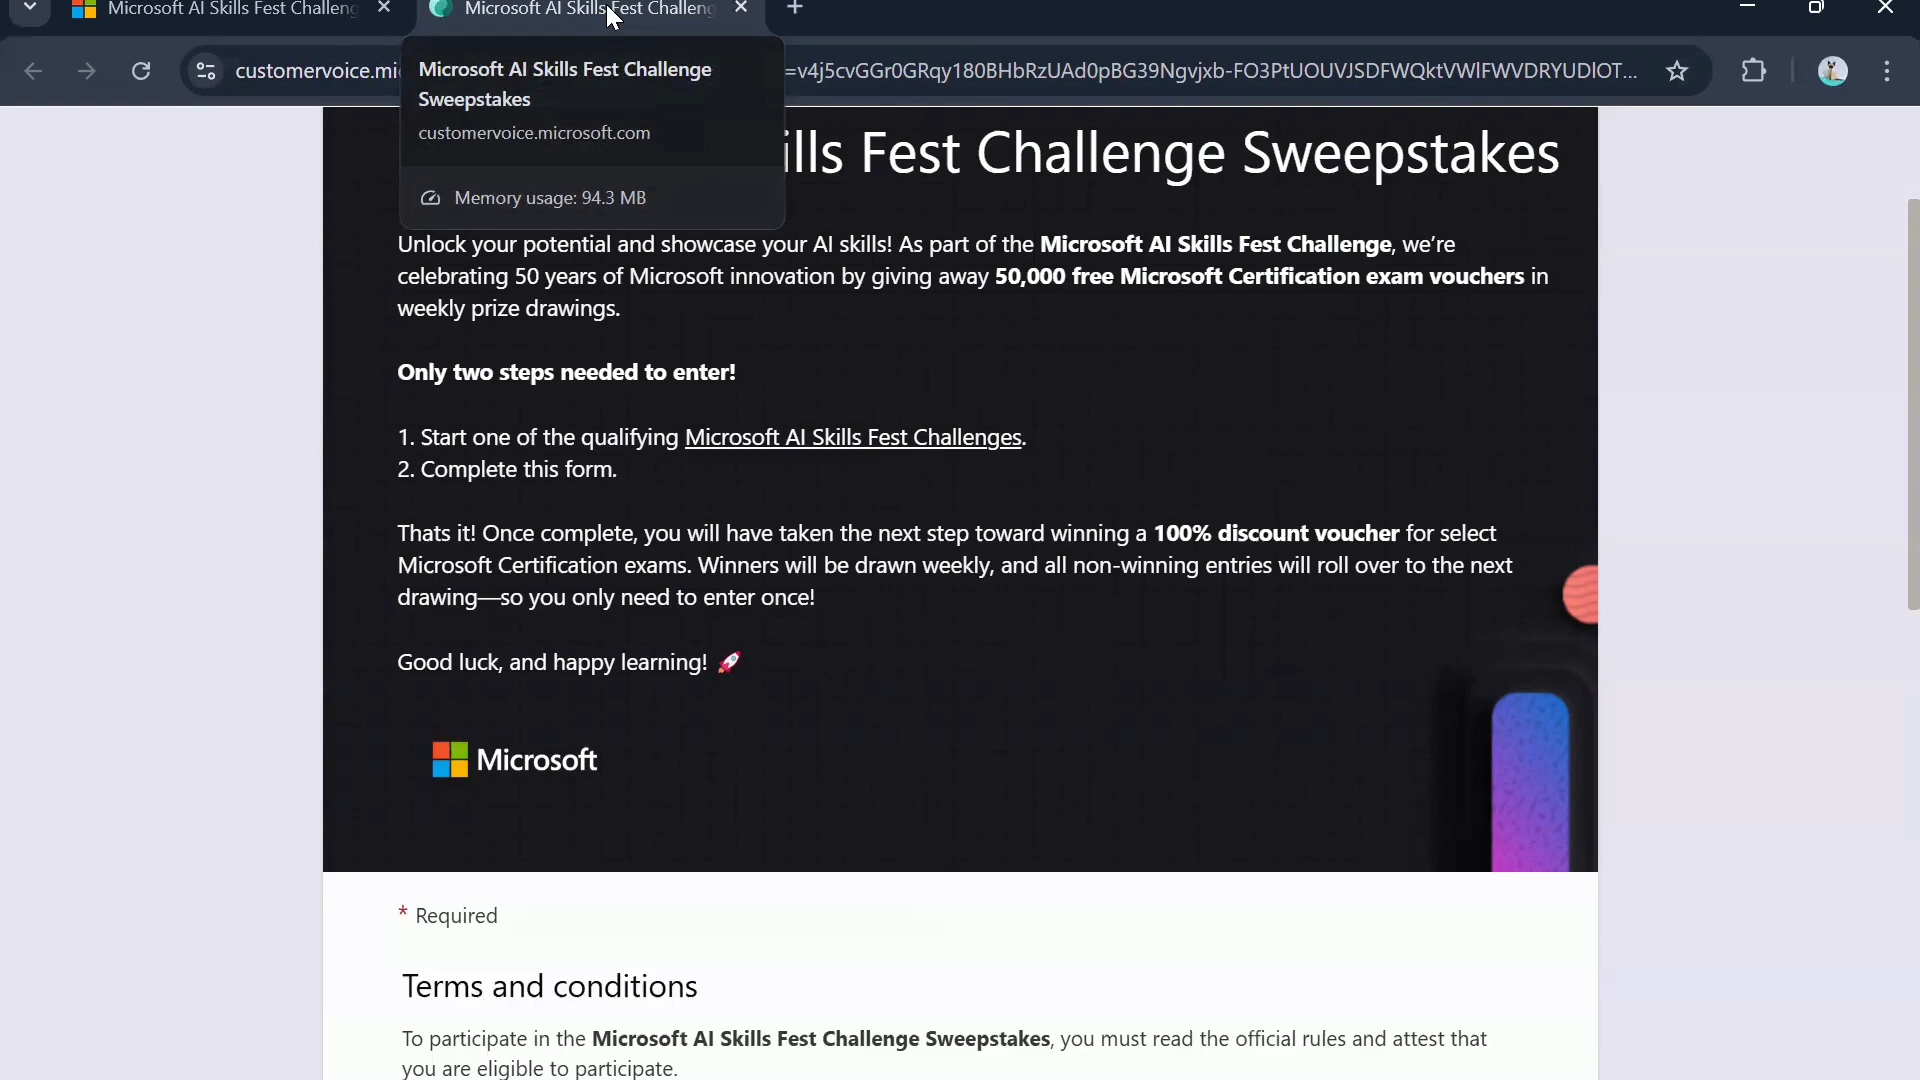 Microsoft AI Skills Fest Challeng
Microsoft AI Skills Fest Challeng
customervoice.mi
=v4j5cvGGr0GRqy180BHbRzUAd0pBG39Ngvjxb-FO3PtUOUVJSDFWQktVWlFWVDRYUDlOT...
Microsoft AI Skills Fest Challenge
Sweepstakes
customervoice.microsoft.com
Memory usage: 94.3 MB
ills Fest Challenge Sweepstakes
Unlock your potential and showcase your AI skills! As part of the Microsoft AI Skills Fest Challenge, we're
celebrating 50 years of Microsoft innovation by giving away 50,000 free Microsoft Certification exam vouchers in
weekly prize drawings.
Only two steps needed to enter!
1. Start one of the qualifying Microsoft AI Skills Fest Challenges.
2. Complete this form.
Thats it! Once complete, you will have taken the next step toward winning a 100% discount voucher for select
Microsoft Certification exams. Winners will be drawn weekly, and all non-winning entries will roll over to the next
drawing—so you only need to enter once!
Good luck, and happy learning! 🚀
Microsoft
* Required
Terms and conditions
To participate in the Microsoft AI Skills Fest Challenge Sweepstakes, you must read the official rules and attest that
you are eligible to participate.